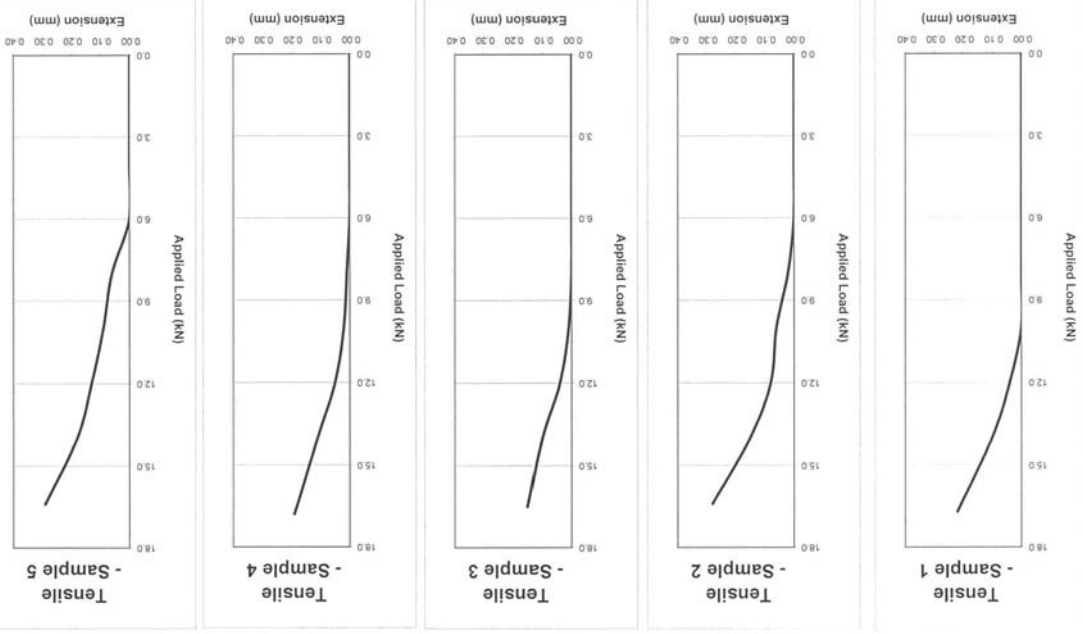 Tensile
- Sample 1
18.0
15.0
12.0
9.0
6.0
3.0
0.0
Applied Load (kN)
0.00 0.10 0.20 0.30 0.40
Extension (mm)
Tensile
- Sample 2
18.0
15.0
12.0
9.0
6.0
3.0
0.0
Applied Load (kN)
0.00 0.10 0.20 0.30 0.40
Extension (mm)
Tensile
- Sample 3
18.0
15.0
12.0
9.0
6.0
3.0
0.0
Applied Load (kN)
0.00 0.10 0.20 0.30 0.40
Extension (mm)
Tensile
- Sample 4
18.0
15.0
12.0
9.0
6.0
3.0
0.0
Applied Load (kN)
0.00 0.10 0.20 0.30 0.40
Extension (mm)
Tensile
- Sample 5
18.0
15.0
12.0
9.0
6.0
3.0
0.0
Applied Load (kN)
0.00 0.10 0.20 0.30 0.40
Extension (mm)